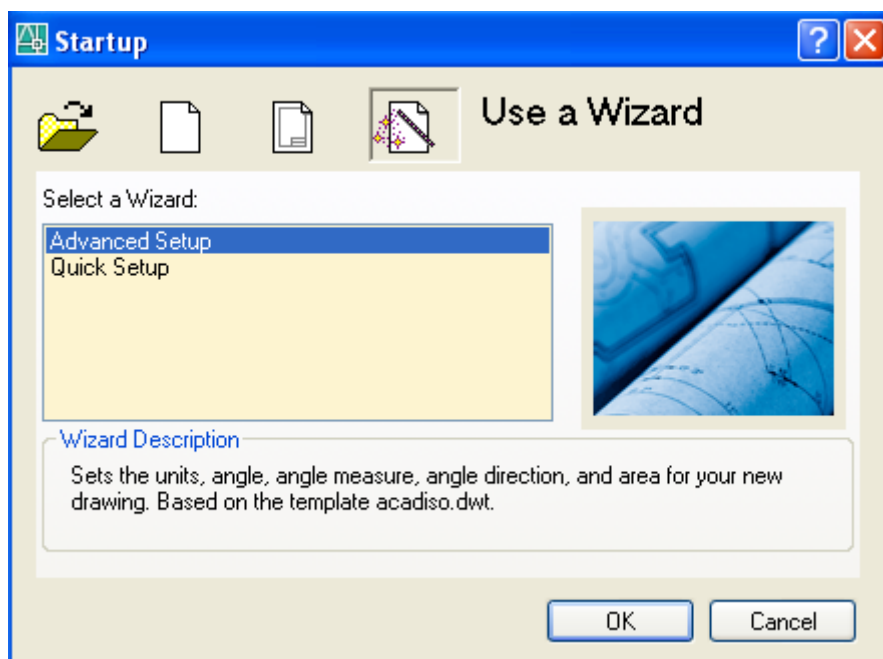 Startup
Use a Wizard
Select a Wizard:
Advanced Setup
Quick Setup
Wizard Description
Sets the units, angle, angle measure, angle direction, and area for your new
drawing. Based on the template acadiso.dwt.
OK Cancel